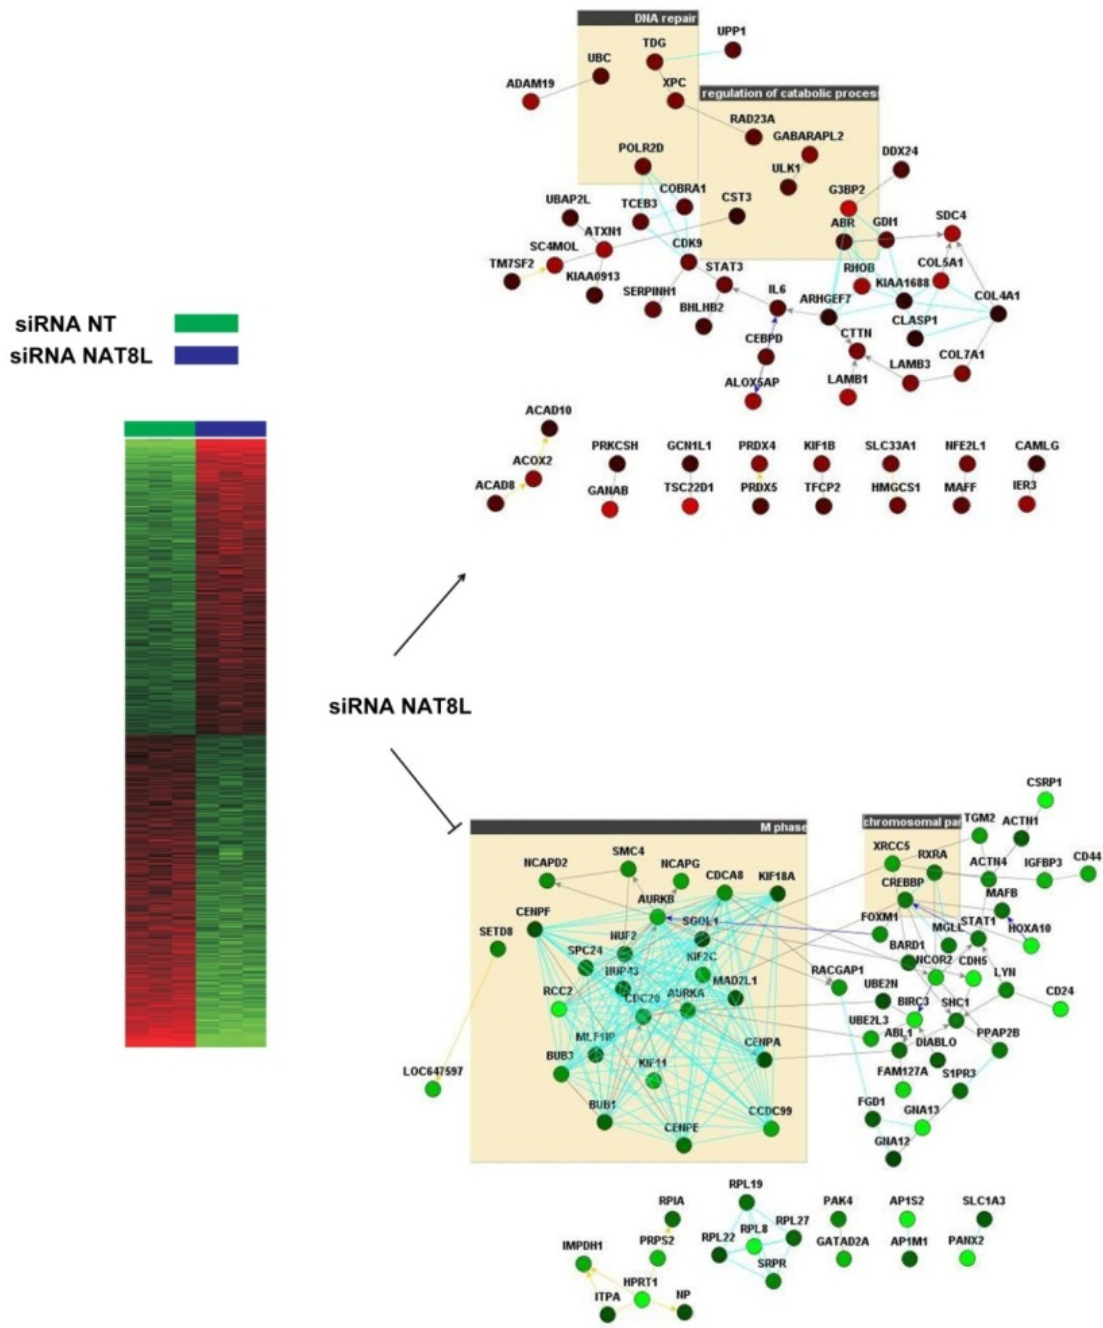 DNA repair
UPP1
TDG
UBC
ADAM19
XPC
regulation of catabolic proces
RAD23A
GABARAPL2
POLR2D
DDX24
ULK1
COBRA1
G3BP2
UBAP2L
TCEB3
CST3
ABR
GDI1
SDC4
ATXN1
SC4MOL
CDK9
TM7SF2
KIAA0913
STAT3
RHOB
COL5A1
KIAA1688
SERPINH1
BHLHB2
IL6
ARHGEF7
COL4A1
CLASP1
CTTN
CEBPD
COL7A1
ALOX5AP
LAMB1
LAMB3
siRNA NT
siRNA NAT8L
ACAD10
ACOX2
ACAD8
PRKCSH
GCN1L1
PRDX4
KIF1B
SLC33A1
NFE2L1
CAMLG
GANAB
TSC22D1
PRDX5
TFCP2
HMGCS1
MAFF
IER3
siRNA NAT8L
M phase
chromosomal par
CSRP1
TGM2
ACTN1
NCAPD2
SMC4
NCAPG
CDCA8
KIF18A
XRCC5
RXRA
ACTN4
IGFBP3
CD44
CREBBP
MAFB
CENPF
AURKB
SGOL1
FOXM1
STAT1
HOXA10
SETD8
NUF2
MGLL
SPC24
KIF2C
BARD1
NCOR2
CDH5
BUB3
RACGAP1
LYN
RCC2
CDC20
AURKA
MAD2L1
UBE2N
BIRC3
SHC1
CD24
UBE2L3
MLF1IP
CENPA
ABL1
DIABLO
PPAP2B
LOC647597
KIF11
FAM127A
S1PR3
BUB1
CCDC99
FGD1
GNA13
CENPE
GNA12
RPL19
RPIA
PAK4
AP1S2
SLC1A3
IMPDH1
PRPS2
RPL22
RPL8
RPL27
GATAD2A
AP1M1
PANX2
HPRT1
SRPR
ITPA
NP